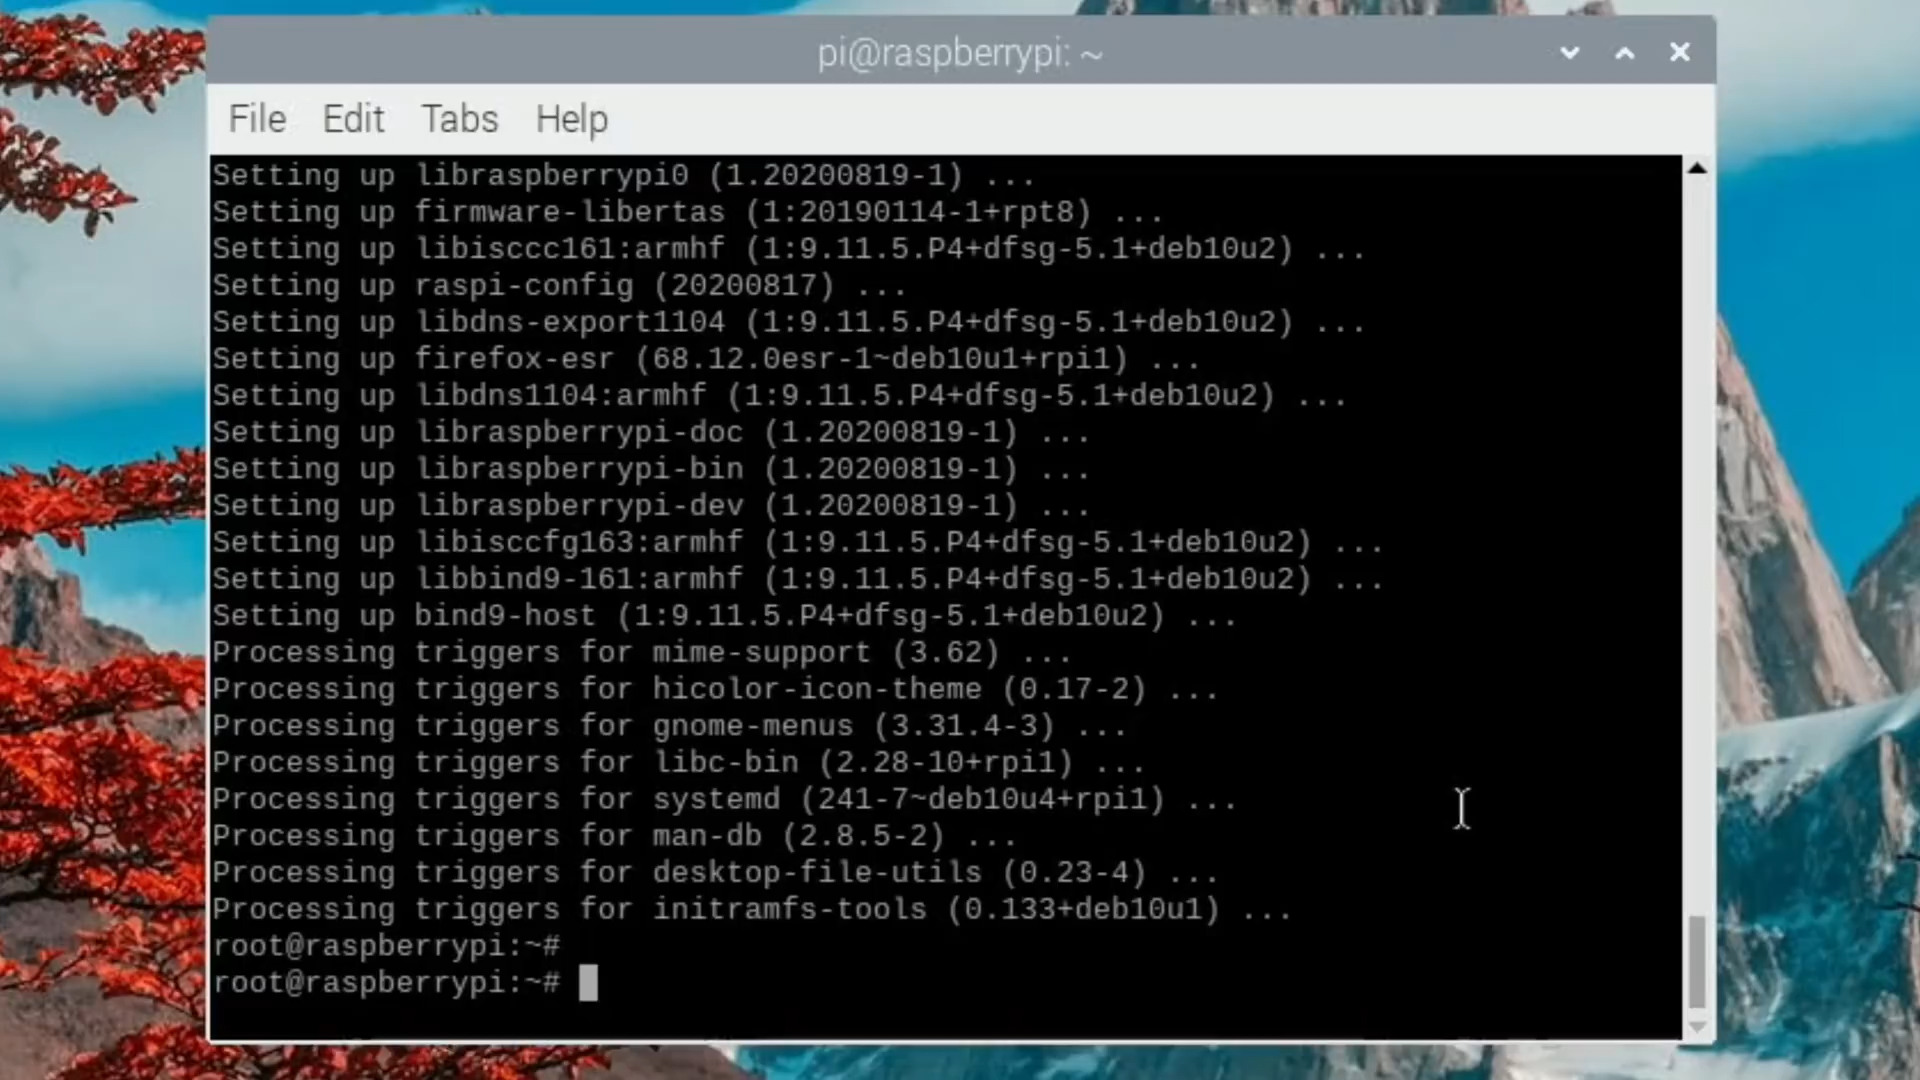 pi@raspberrypi: ~
File Edit Tabs Help
Setting up libraspberrypi0 (1.20200819-1) ...
Setting up firmware-libertas (1:20190114-1+rpt8) ...
Setting up libisccc161:armhf (1:9.11.5.P4+dfsg-5.1+deb10u2) ...
Setting up raspi-config (20200817) ...
Setting up libdns-export1104 (1:9.11.5.P4+dfsg-5.1+deb10u2) ...
Setting up firefox-esr (68.12.0esr-1~deb10u1+rpi1) ...
Setting up libdns1104:armhf (1:9.11.5.P4+dfsg-5.1+deb10u2) ...
Setting up libraspberrypi-doc (1.20200819-1) ...
Setting up libraspberrypi-bin (1.20200819-1) ...
Setting up libraspberrypi-dev (1.20200819-1) ...
Setting up libisccfg163:armhf (1:9.11.5.P4+dfsg-5.1+deb10u2) ...
Setting up libbind9-161:armhf (1:9.11.5.P4+dfsg-5.1+deb10u2) ...
Setting up bind9-host (1:9.11.5.P4+dfsg-5.1+deb10u2) ...
Processing triggers for mime-support (3.62) ...
Processing triggers for hicolor-icon-theme (0.17-2) ...
Processing triggers for gnome-menus (3.31.4-3) ...
Processing triggers for libc-bin (2.28-10+rpi1) ...
Processing triggers for systemd (241-7~deb10u4+rpi1) ...
Processing triggers for man-db (2.8.5-2) ...
Processing triggers for desktop-file-utils (0.23-4) ...
Processing triggers for initramfs-tools (0.133+deb10u1) ...
root@raspberrypi:~#
root@raspberrypi:~#